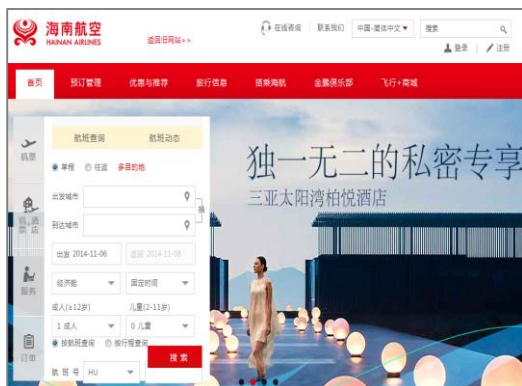 海南航空
HAINAN AIRLINES
返回旧网站>>
在线咨询 联系我们 中国-简体中文 搜索
登录 注册
首页 预订管理 优惠与推荐 旅行信息 搭乘海航 金鹏俱乐部 飞行+商城
机票
机票+酒店
服务
订单
航班查询 航班动态
单程 往返 多目的地
出发城市
到达城市
出发 2014-11-06 返回 2014-11-08
经济舱 固定时间
成人(≥12岁) 儿童(2-11岁)
1 成人 0 儿童
按航班查询 按行程查询
航 班 号 HU
搜 索
独一无二的私密专享
三亚太阳湾柏悦酒店